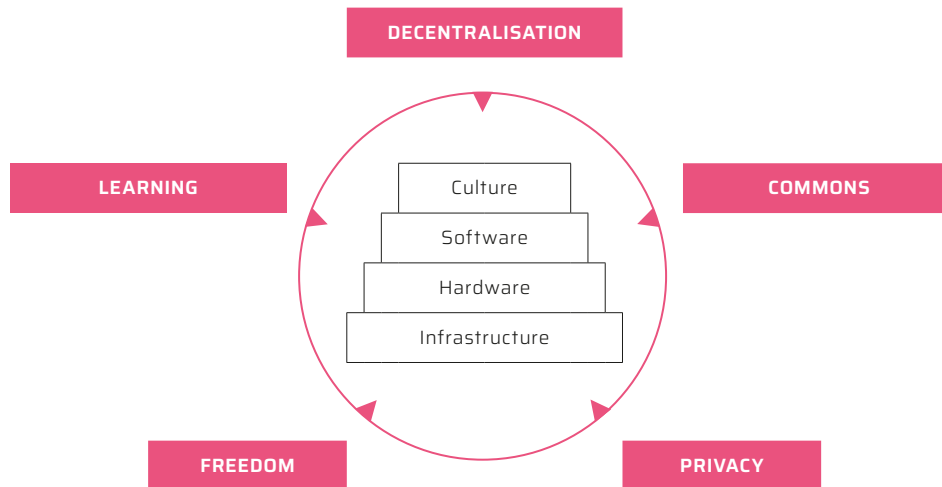 DECENTRALISATION
LEARNING
COMMONS
Culture
Software
Hardware
Infrastructure
FREEDOM
PRIVACY